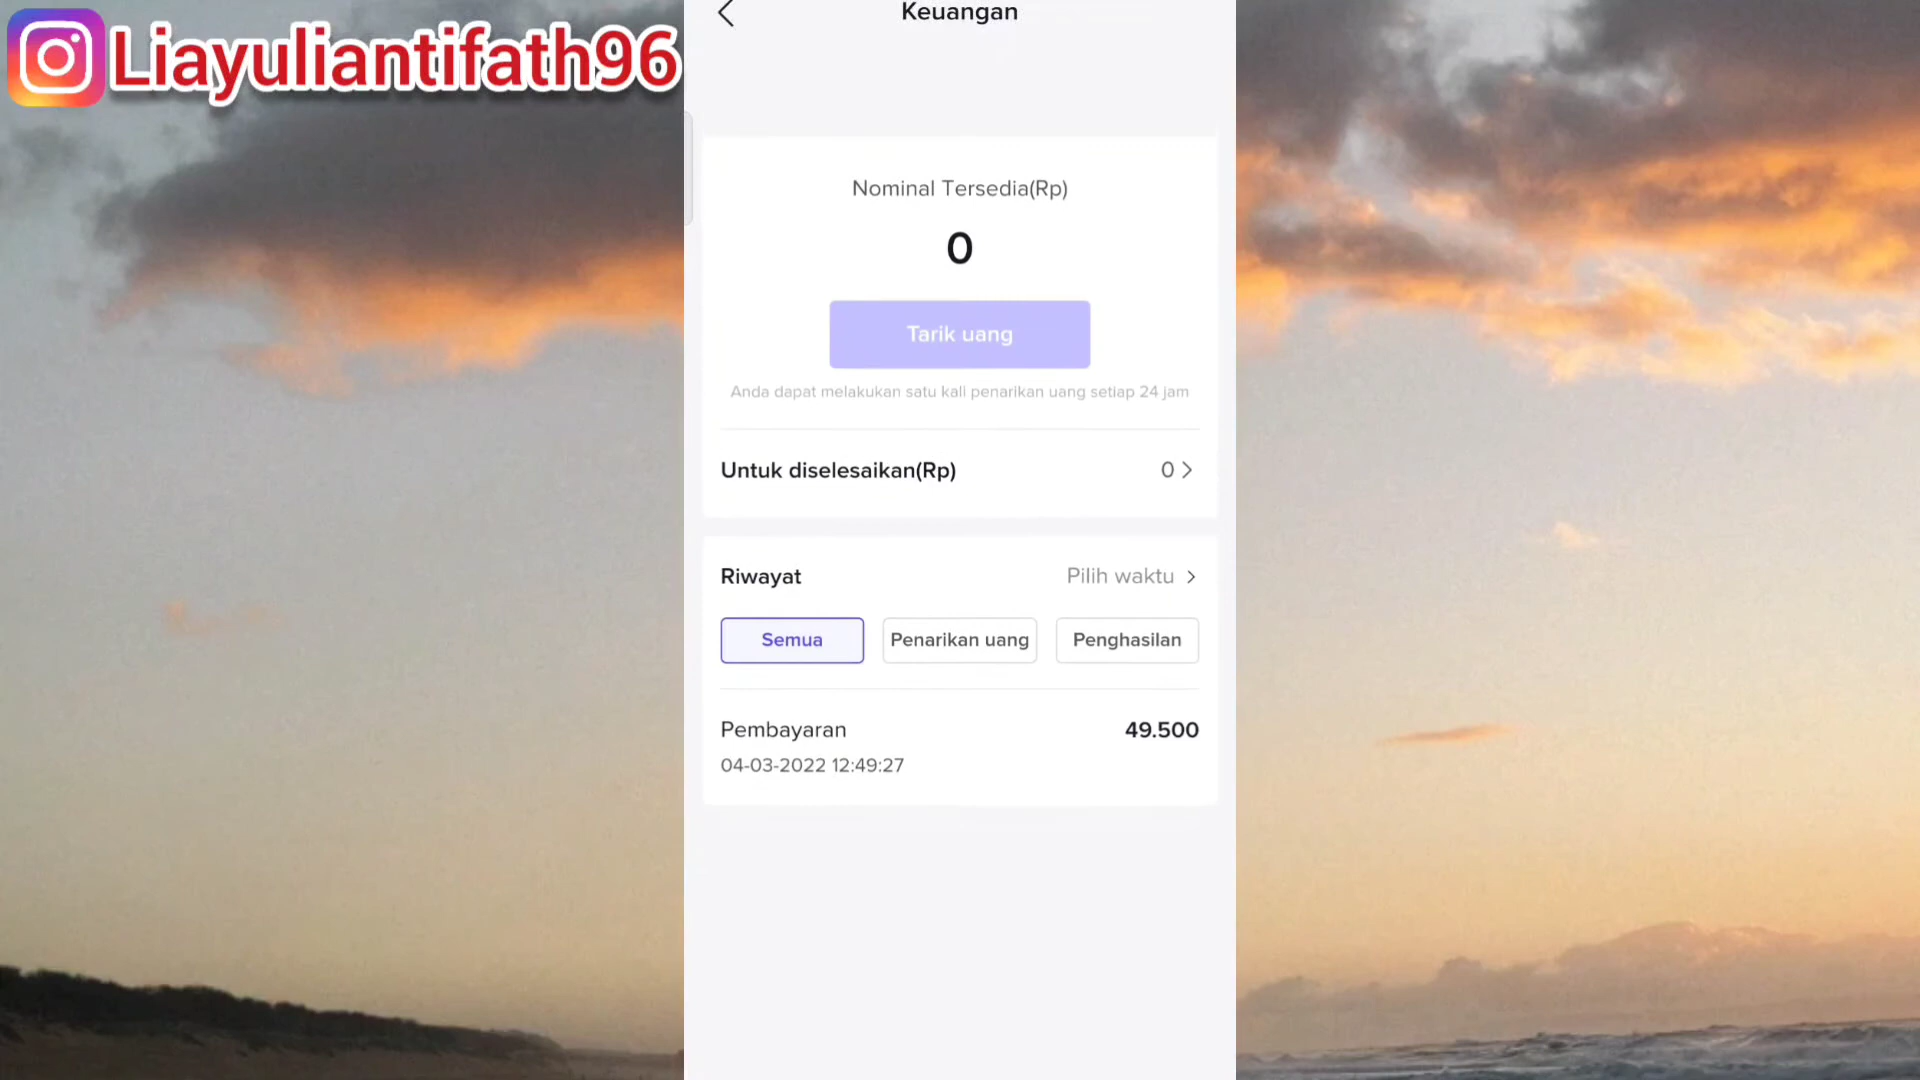 Liayuliantifath96
Keuangan
Nominal Tersedia(Rp)
0
Tarik uang
Anda dapat melakukan satu kali penarikan uang setiap 24 jam
Untuk diselesaikan(Rp) 0
Riwayat Pilih waktu
Semua Penarikan uang Penghasilan
Pembayaran 49.500
04-03-2022 12:49:27